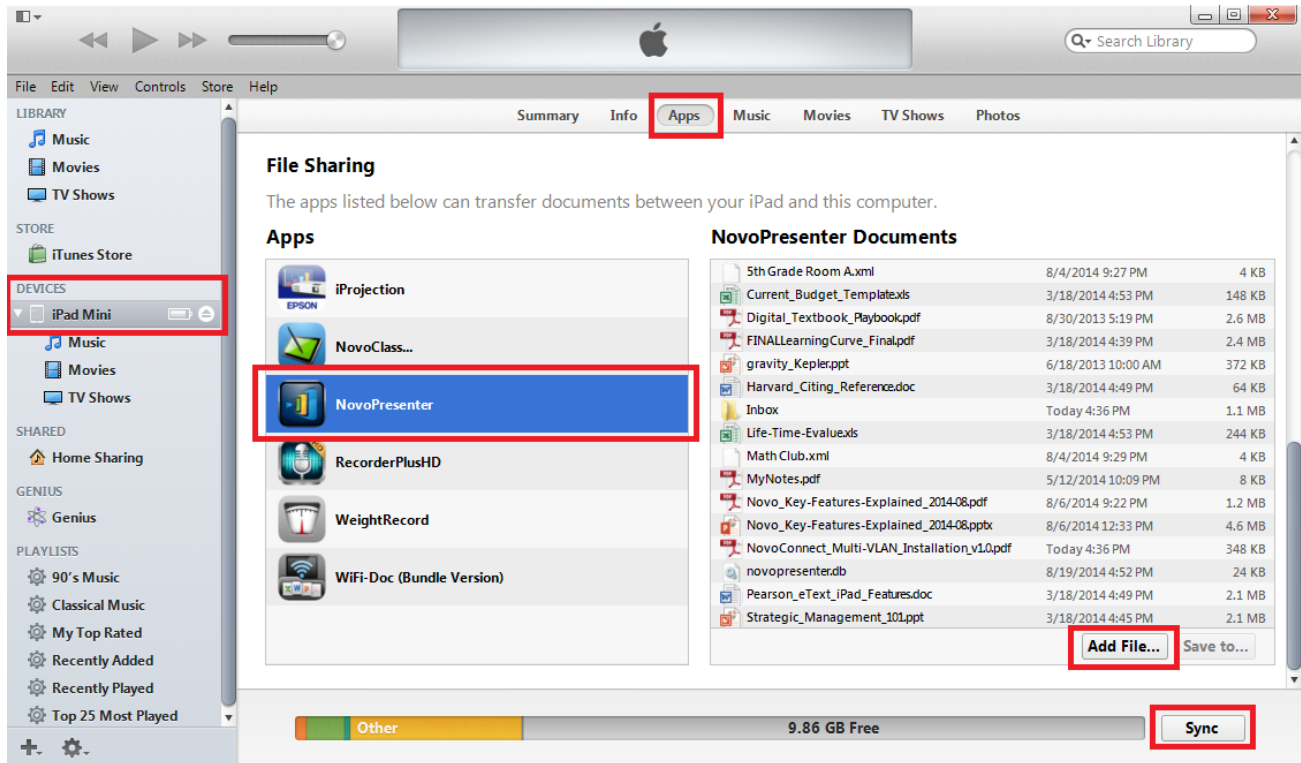 Search Library
File Edit View Controls Store Help
LIBRARY
Music
Movies
TV Shows
STORE
iTunes Store
DEVICES
iPad Mini
Music
Movies
TV Shows
SHARED
Home Sharing
GENIUS
Genius
PLAYLISTS
90's Music
Classical Music
My Top Rated
Recently Added
Recently Played
Top 25 Most Played
Summary Info Apps Music Movies TV Shows Photos
File Sharing
The apps listed below can transfer documents between your iPad and this computer.
Apps
EPSON
iProjection
NovoClass...
NovoPresenter
RecorderPlusHD
WeightRecord
WiFi-Doc (Bundle Version)
NovoPresenter Documents
5th Grade Room A.xml 8/4/2014 9:27 PM 4 KB
Current_Budget_Template.xls 3/18/2014 4:53 PM 148 KB
Digital_Textbook_Playbook.pdf 8/30/2013 5:19 PM 2.6 MB
FINALLearningCurve_Final.pdf 3/18/2014 4:39 PM 2.4 MB
gravity_Kepler.ppt 6/18/2013 10:00 AM 372 KB
Harvard_Citing_Reference.doc 3/18/2014 4:49 PM 64 KB
Inbox Today 4:36 PM 1.1 MB
Life-Time-Evalue.xls 3/18/2014 4:53 PM 244 KB
Math Club.xml 8/4/2014 9:29 PM 4 KB
MyNotes.pdf 5/12/2014 10:09 PM 8 KB
Novo_Key-Features-Explained_2014-08.pdf 8/6/2014 9:22 PM 1.2 MB
Novo_Key-Features-Explained_2014-08.pptx 8/6/2014 12:33 PM 4.6 MB
NovoConnect_Multi-VLAN_Installation_v1.0.pdf Today 4:36 PM 348 KB
novopresenter.db 8/19/2014 4:52 PM 24 KB
Pearson_eText_iPad_Features.doc 3/18/2014 4:49 PM 2.1 MB
Strategic_Management_101.ppt 3/18/2014 4:45 PM 2.1 MB
Add File... Save to...
Other 9.86 GB Free Sync